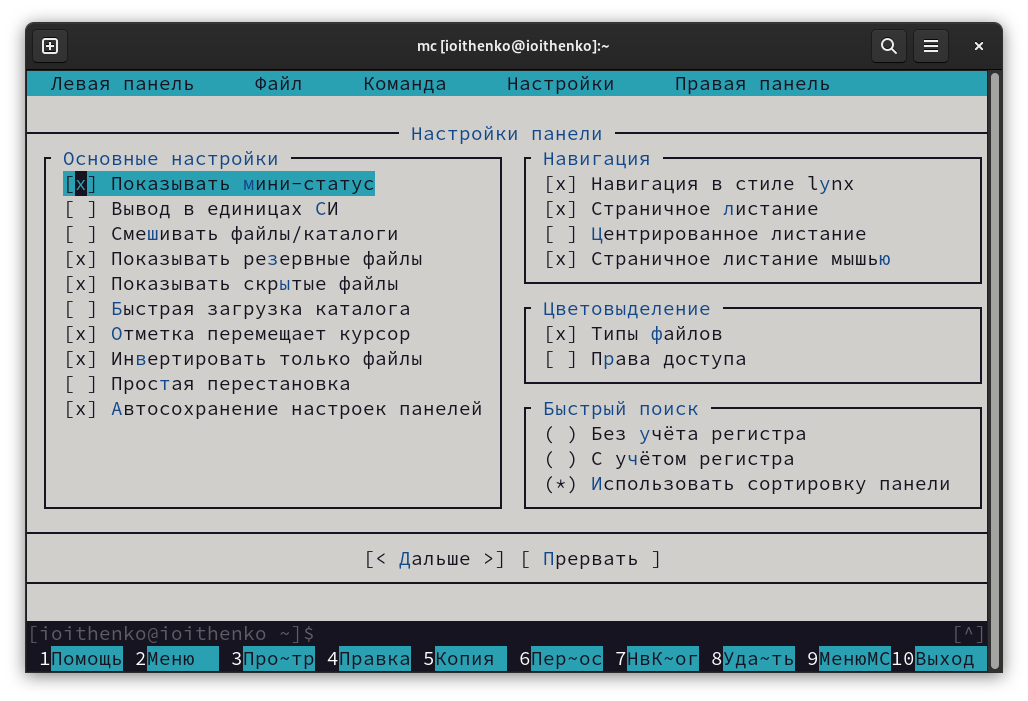 mc [ioithenko@ioithenko]:~
Левая панель Файл Команда Настройки Правая панель
Настройки панели
Основные настройки
[x] Показывать мини-статус
[ ] Вывод в единицах СИ
[ ] Смешивать файлы/каталоги
[x] Показывать резервные файлы
[x] Показывать скрытые файлы
[ ] Быстрая загрузка каталога
[x] Отметка перемещает курсор
[x] Инвертировать только файлы
[ ] Простая перестановка
[x] Автосохранение настроек панелей
Навигация
[x] Навигация в стиле lynx
[x] Страничное листание
[ ] Центрированное листание
[x] Страничное листание мышью
Цветовыделение
[x] Типы файлов
[ ] Права доступа
Быстрый поиск
( ) Без учёта регистра
( ) С учётом регистра
(*) Использовать сортировку панели
[< Дальше >] [ Прервать ]
[ioithenko@ioithenko ~]$ [^]
1Помощь 2Меню 3Про~тр 4Правка 5Копия 6Пер~ос 7НвК~ог 8Уда~ть 9МенюMC10Выход